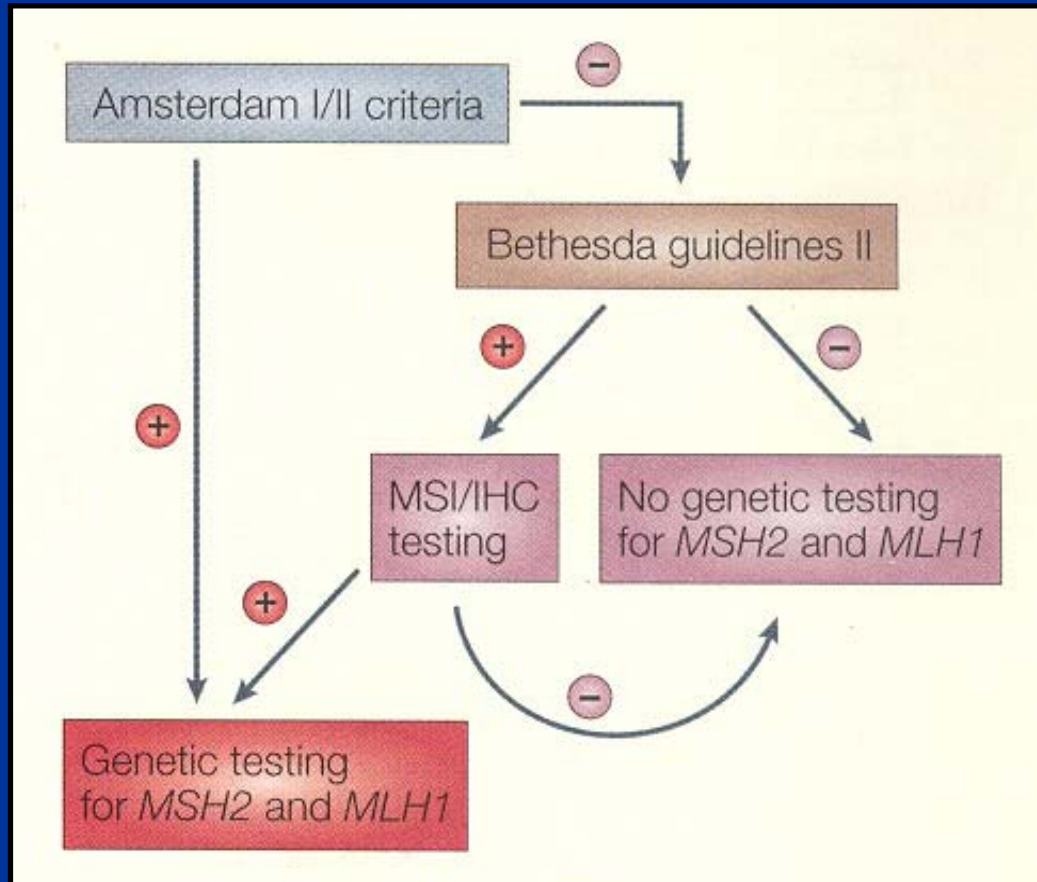 Amsterdam I/II criteria
−
Bethesda guidelines II
+
−
+
MSI/IHC
testing
No genetic testing
for MSH2 and MLH1
+
−
Genetic testing
for MSH2 and MLH1